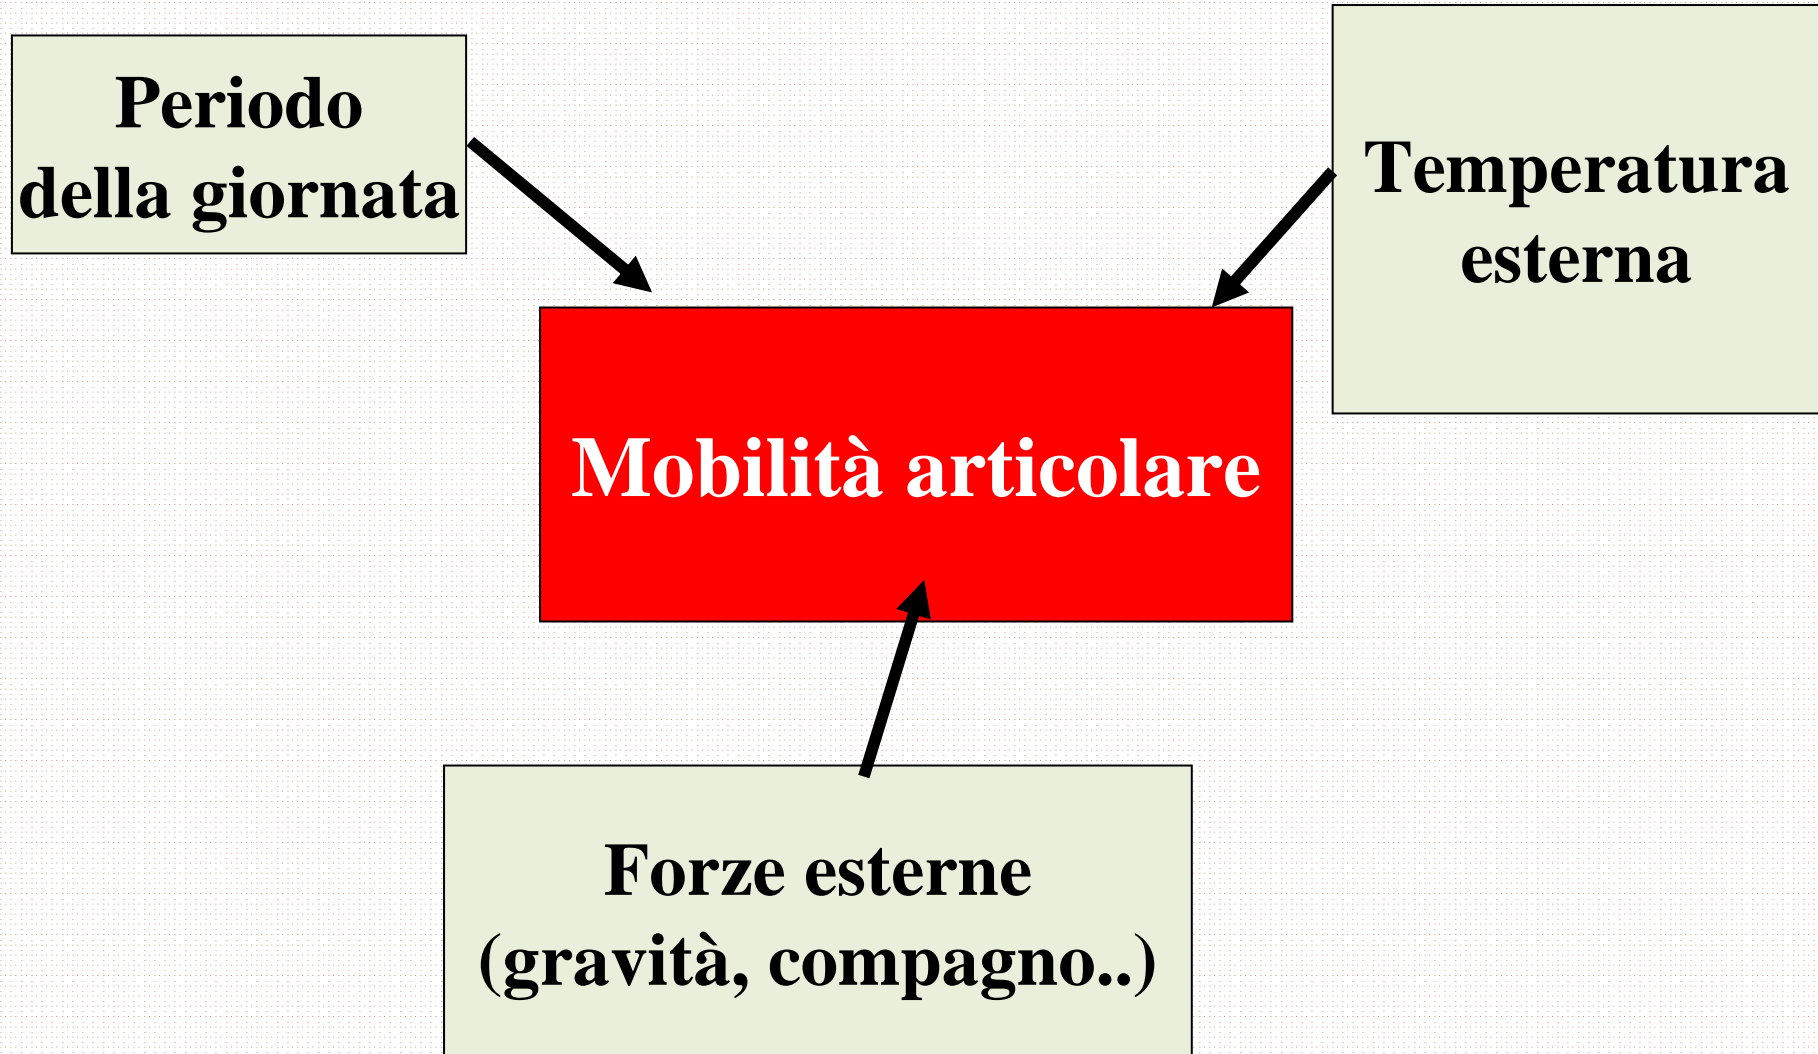 Periodo
della giornata
Temperatura
esterna
Mobilità articolare
Forze esterne
(gravità, compagno..)